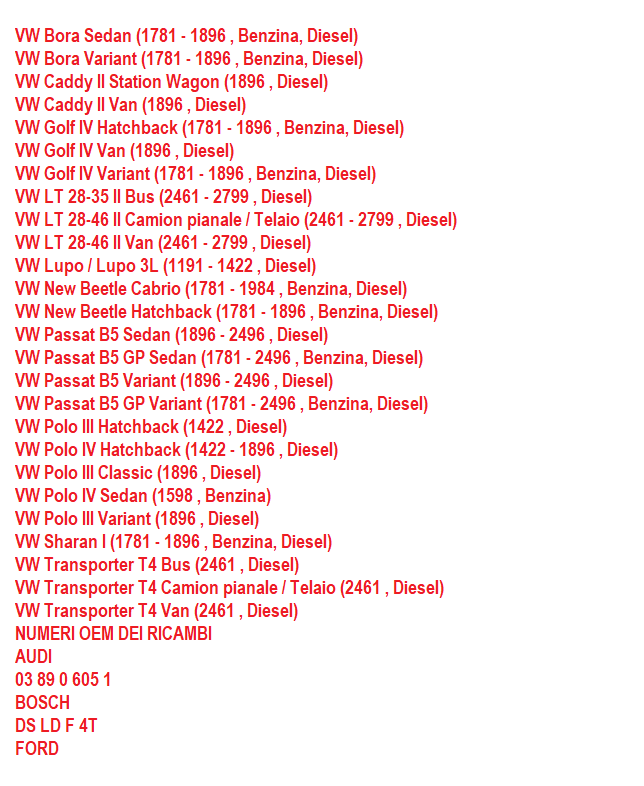 VW Bora Sedan (1781 - 1896 , Benzina, Diesel)
VW Bora Variant (1781 - 1896 , Benzina, Diesel)
VW Caddy II Station Wagon (1896 , Diesel)
VW Caddy II Van (1896 , Diesel)
VW Golf IV Hatchback (1781 - 1896 , Benzina, Diesel)
VW Golf IV Van (1896 , Diesel)
VW Golf IV Variant (1781 - 1896 , Benzina, Diesel)
VW LT 28-35 II Bus (2461 - 2799 , Diesel)
VW LT 28-46 II Camion pianale / Telaio (2461 - 2799 , Diesel)
VW LT 28-46 II Van (2461 - 2799 , Diesel)
VW Lupo / Lupo 3L (1191 - 1422 , Diesel)
VW New Beetle Cabrio (1781 - 1984 , Benzina, Diesel)
VW New Beetle Hatchback (1781 - 1896 , Benzina, Diesel)
VW Passat B5 Sedan (1896 - 2496 , Diesel)
VW Passat B5 GP Sedan (1781 - 2496 , Benzina, Diesel)
VW Passat B5 Variant (1896 - 2496 , Diesel)
VW Passat B5 GP Variant (1781 - 2496 , Benzina, Diesel)
VW Polo III Hatchback (1422 , Diesel)
VW Polo IV Hatchback (1422 - 1896 , Diesel)
VW Polo III Classic (1896 , Diesel)
VW Polo IV Sedan (1598 , Benzina)
VW Polo III Variant (1896 , Diesel)
VW Sharan I (1781 - 1896 , Benzina, Diesel)
VW Transporter T4 Bus (2461 , Diesel)
VW Transporter T4 Camion pianale / Telaio (2461 , Diesel)
VW Transporter T4 Van (2461 , Diesel)
NUMERI OEM DEI RICAMBI
AUDI
03 89 0 605 1
BOSCH
DS LD F 4T
FORD